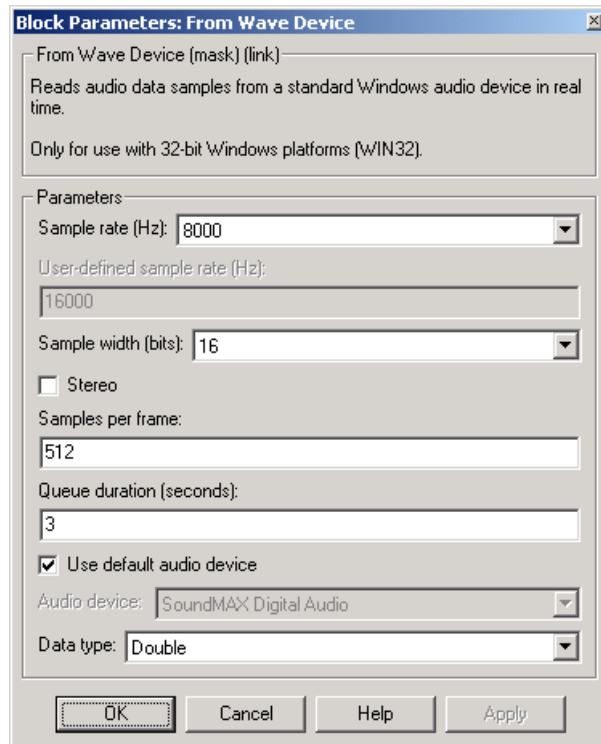 Block Parameters: From Wave Device
From Wave Device (mask) (link)
Reads audio data samples from a standard Windows audio device in real
time.
Only for use with 32-bit Windows platforms (WIN32).
Parameters
Sample rate (Hz): 8000
User-defined sample rate (Hz):
16000
Sample width (bits): 16
Stereo
Samples per frame:
512
Queue duration (seconds):
3
Use default audio device
Audio device: SoundMAX Digital Audio
Data type: Double
OK Cancel Help Apply